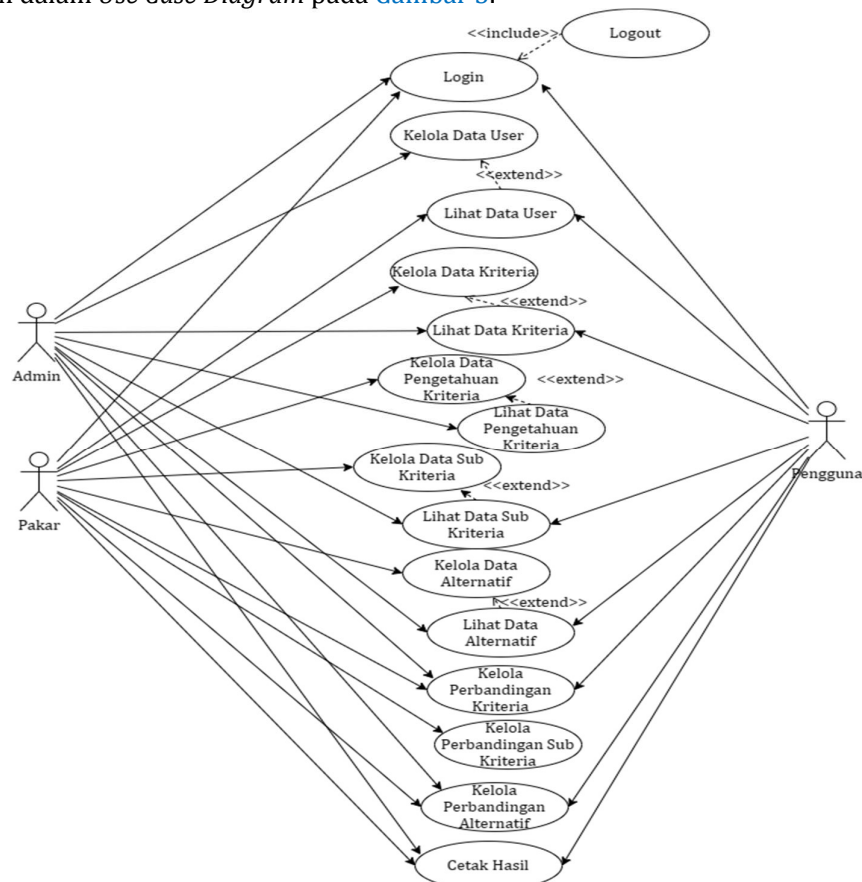 dalam Use Case Diagram pada Gambar 3.
<<include>>
Logout
Login
Kelola Data User
<<extend>>
Lihat Data User
Kelola Data Kriteria
<<extend>>
Lihat Data Kriteria
Kelola Data
Pengetahuan
Kriteria
<<extend>>
Lihat Data
Pengetahuan
Kriteria
Kelola Data Sub
Kriteria
<<extend>>
Lihat Data Sub
Kriteria
Kelola Data
Alternatif
<<extend>>
Lihat Data
Alternatif
Kelola
Perbandingan
Kriteria
Kelola
Perbandingan Sub
Kriteria
Kelola
Perbandingan
Alternatif
Cetak Hasil
Admin
Pakar
Pengguna